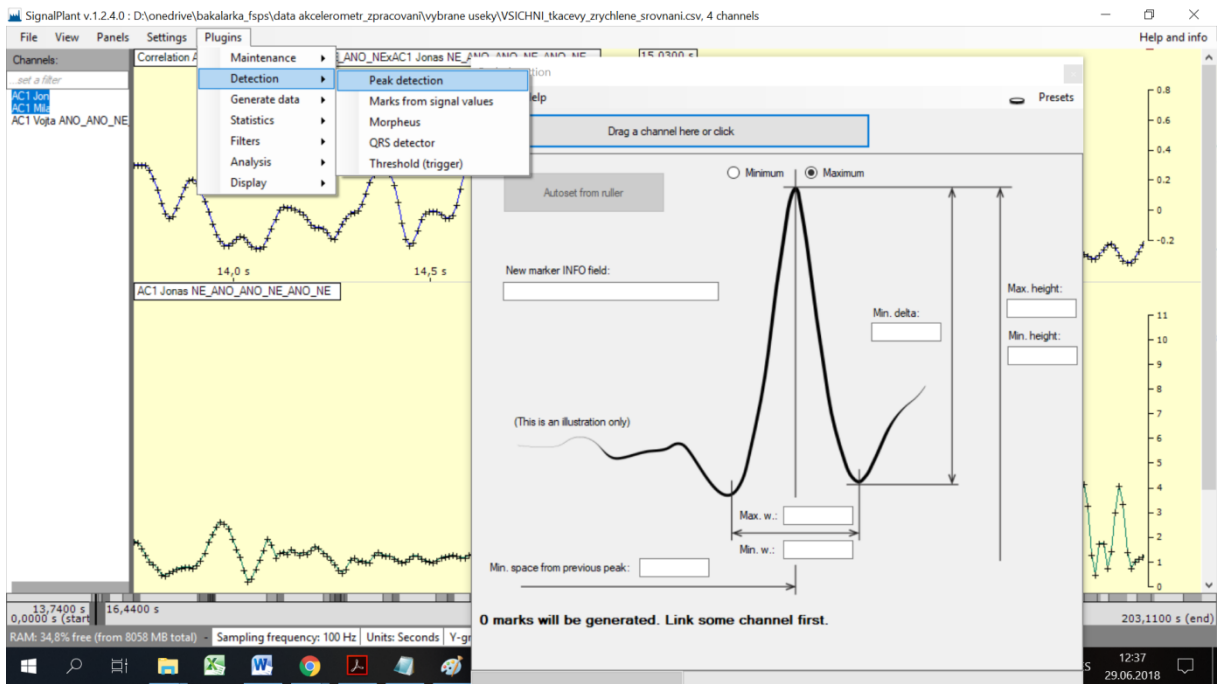 SignalPlant v.1.2.4.0 : D:\onedrive\bakalarka_fsps\data akcelerometr_zpracovani\vybrane useky\VSICHNI_tkacevy_zrychlene_srovnani.csv, 4 channels
File View Panels Settings Plugins Help and info
Channels:
...set a filter
AC1 Jon
AC1 Mila
AC1 Vojta ANO_ANO_NE
Correlation A
_ANO_NExAC1 Jonas NE_ANO_ANO_NE_ANO_NE
15,0300 s
Maintenance
Detection
Generate data
Statistics
Filters
Analysis
Display
Peak detection
Marks from signal values
Morpheus
QRS detector
Threshold (trigger)
tion
elp
Presets
Drag a channel here or click
Minimum
Maximum
Autoset from ruller
New marker INFO field:
Min. delta:
Max. height:
Min. height:
(This is an illustration only)
Max. w.:
Min. w.:
Min. space from previous peak:
0 marks will be generated. Link some channel first.
0.8
0.6
0.4
0.2
0
-0.2
14,0 s
14,5 s
AC1 Jonas NE_ANO_ANO_NE_ANO_NE
11
10
9
8
7
6
5
4
3
2
1
0
13,7400 s
16,4400 s
0,0000 s (start
203,1100 s (end)
RAM: 34,8% free (from 8058 MB total) - Sampling frequency: 100 Hz Units: Seconds Y-gr
12:37
29.06.2018